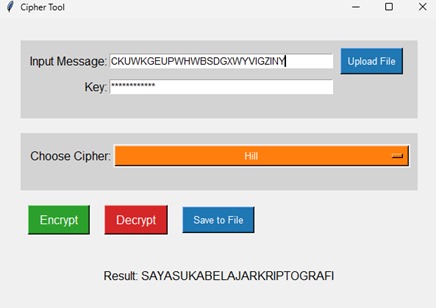 Cipher Tool
Input Message: CKUWKGEUPWHWBSDGXWYVIGZINY Upload File
Key: ************
Choose Cipher: Hill
Encrypt Decrypt Save to File
Result: SAYASUKABELAJARKRIPTOGRAFI